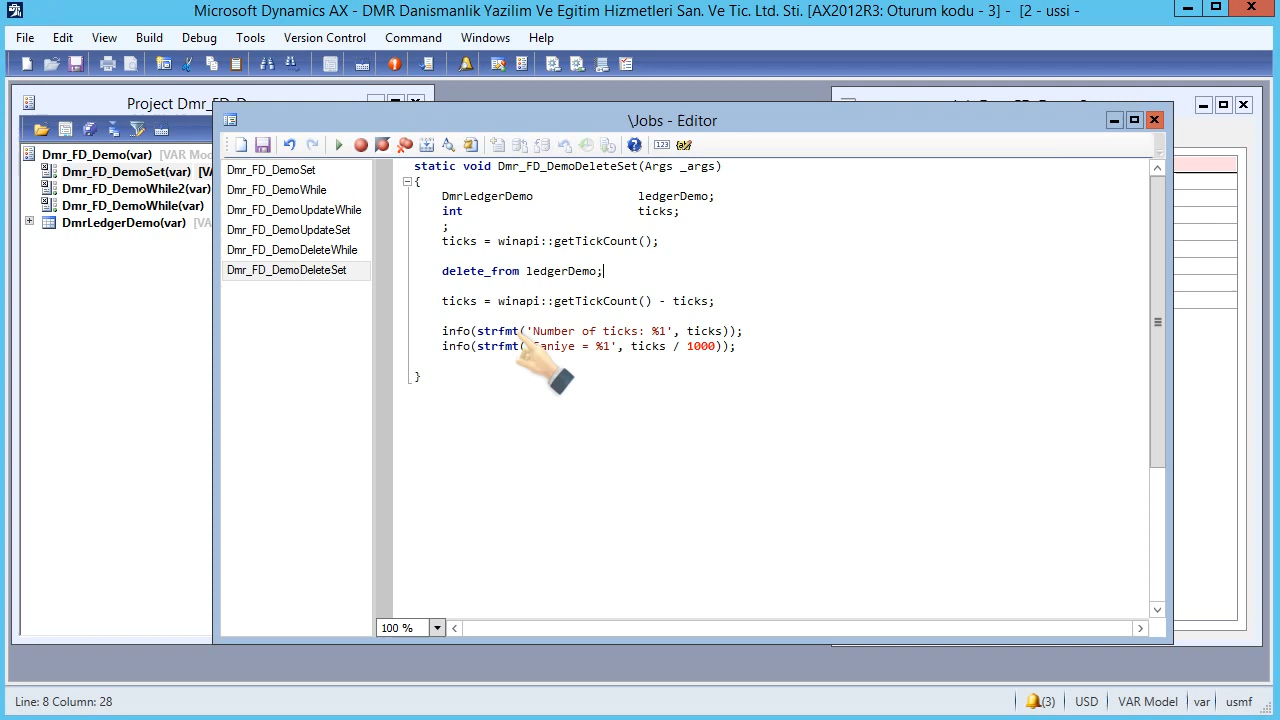 Microsoft Dynamics AX - DMR Danismanlik Yazilim Ve Egitim Hizmetleri San. Ve Tic. Ltd. Sti. [AX2012R3: Oturum kodu - 3] - [2 - ussi -
File Edit View Build Debug Tools Version Control Command Windows Help
Project Dmr_FD_D
\Jobs - Editor
Dmr_FD_Demo(var) [VAR Mod
Dmr_FD_DemoSet(var) [VA
Dmr_FD_DemoWhile2(var)
Dmr_FD_DemoWhile(var)
DmrLedgerDemo(var) [VA
Dmr_FD_DemoSet
Dmr_FD_DemoWhile
Dmr_FD_DemoUpdateWhile
Dmr_FD_DemoUpdateSet
Dmr_FD_DemoDeleteWhile
Dmr_FD_DemoDeleteSet
static void Dmr_FD_DemoDeleteSet(Args _args)
{
DmrLedgerDemo ledgerDemo;
int ticks;
;
ticks = winapi::getTickCount();
delete_from ledgerDemo;
ticks = winapi::getTickCount() - ticks;
info(strfmt('Number of ticks: %1', ticks));
info(strfmt( Saniye = %1', ticks / 1000));
}
100 %
Line: 8 Column: 28
(3) USD VAR Model var usmf